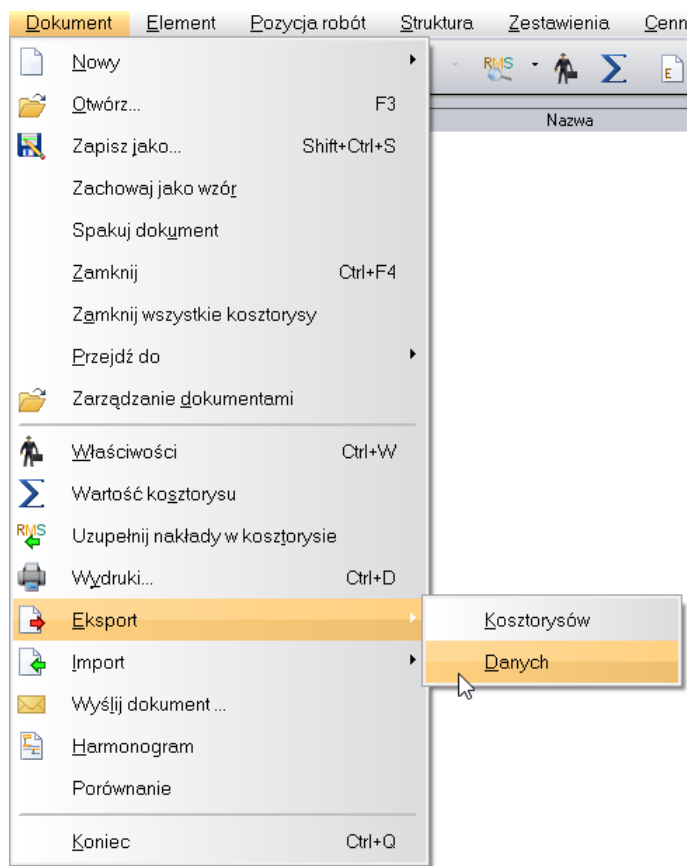 Dokument Element Pozycja robót Struktura Zestawienia Cenn
Nowy
RMS Σ E
Otwórz... F3
Nazwa
Zapisz jako... Shift+Ctrl+S
Zachowaj jako wzór
Spakuj dokument
Zamknij Ctrl+F4
Zamknij wszystkie kosztorysy
Przejdź do
Zarządzanie dokumentami
Właściwości Ctrl+W
Σ Wartość kosztorysu
RMS Uzupełnij nakłady w kosztorysie
Wydruki... Ctrl+D
Eksport
Kosztorysów
Import
Danych
Wyślij dokument ...
Harmonogram
Porównanie
Koniec Ctrl+Q